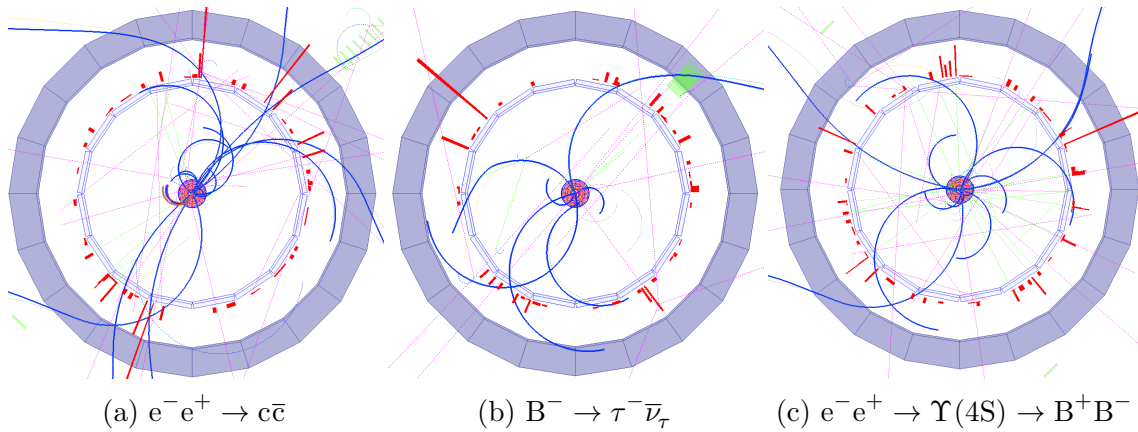 (a) e⁻e⁺ → cc̅
(b) B⁻ → τ⁻ν̅_τ
(c) e⁻e⁺ → ϒ(4S) → B⁺B⁻